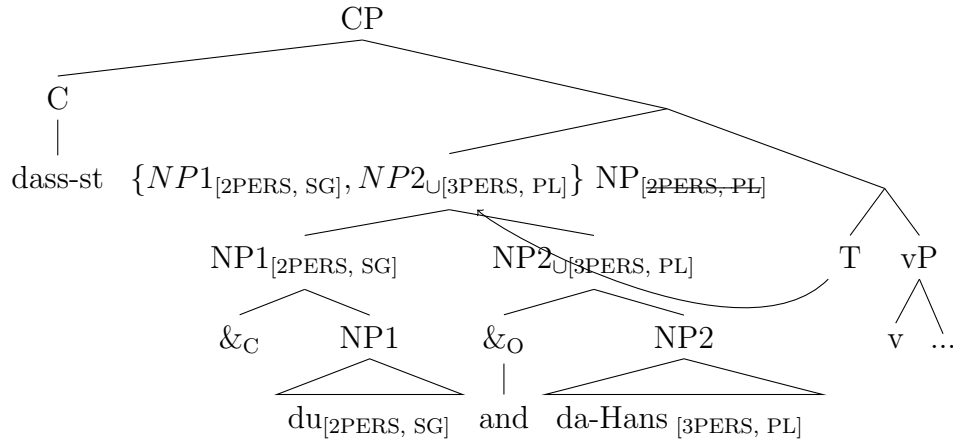 CP
C
dass-st {NP1[2PERS, SG], NP2∪[3PERS, PL]} NP[2PERS, PL]
NP1[2PERS, SG] NP2∪[3PERS, PL] T vP
&C NP1 &O NP2 v ...
du[2PERS, SG] and da-Hans [3PERS, PL]